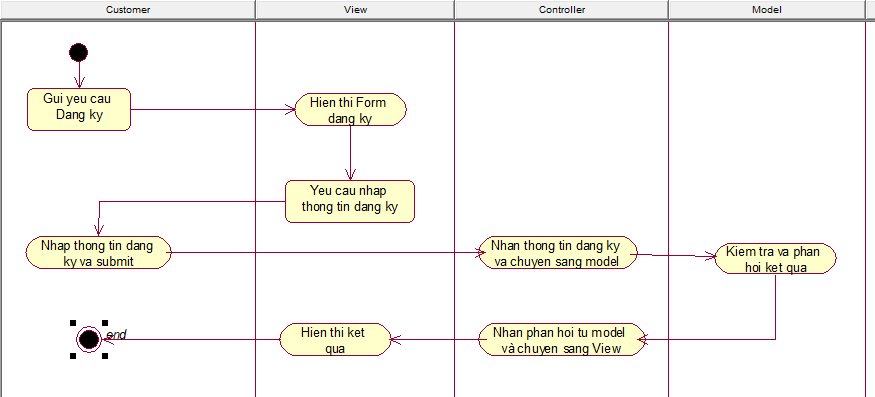 Customer
View
Controller
Model
Gui yeu cau
Dang ky
Hien thi Form
dang ky
Yeu cau nhap
thong tin dang ky
Nhap thong tin dang
ky va submit
Nhan thong tin dang ky
va chuyen sang model
Kiem tra va phan
hoi ket qua
Nhan phan hoi tu model
và chuyen sang View
Hien thi ket
qua
end